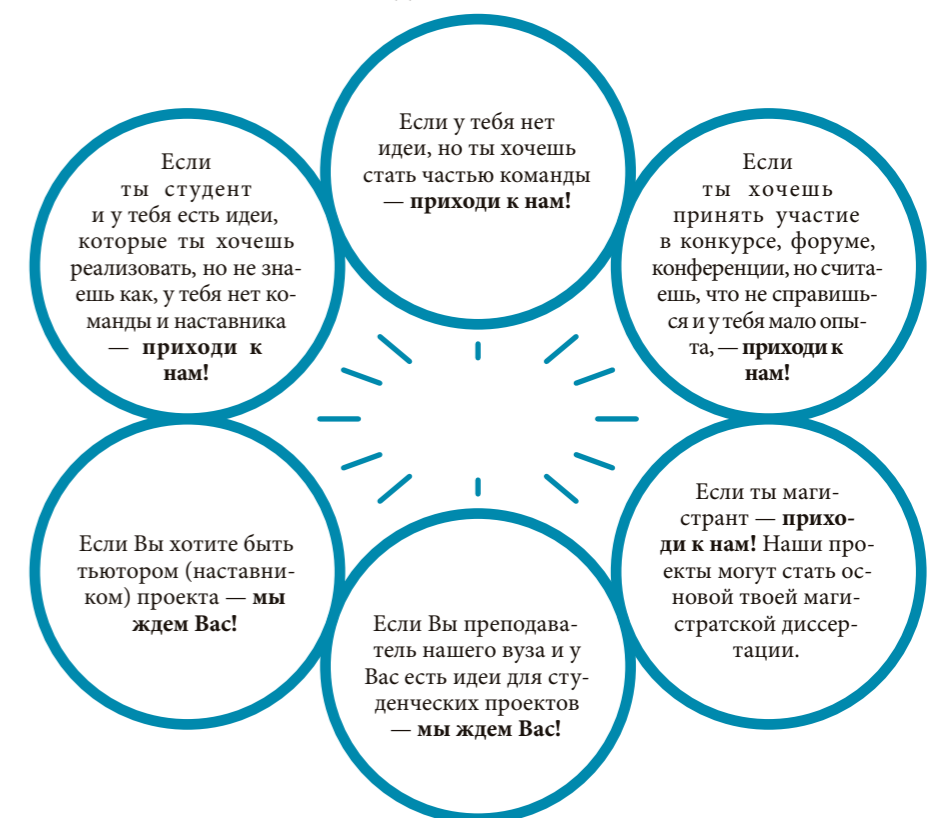 Если у тебя нет
идеи, но ты хочешь
стать частью команды
— приходи к нам!
Если
ты студент
и у тебя есть идеи,
которые ты хочешь
реализовать, но не зна-
ешь как, у тебя нет ко-
манды и наставника
— приходи к
нам!
Если
ты хочешь
принять участие
в конкурсе, форуме,
конференции, но счита-
ешь, что не справишь-
ся и у тебя мало опы-
та, — приходи к
нам!
Если Вы хотите быть
тьютором (наставни-
ком) проекта — мы
ждем Вас!
Если Вы преподава-
тель нашего вуза и у
Вас есть идеи для сту-
денческих проектов
— мы ждем Вас!
Если ты маги-
странт — прихо-
ди к нам! Наши про-
екты могут стать ос-
новой твоей маги-
стратской диссер-
тации.